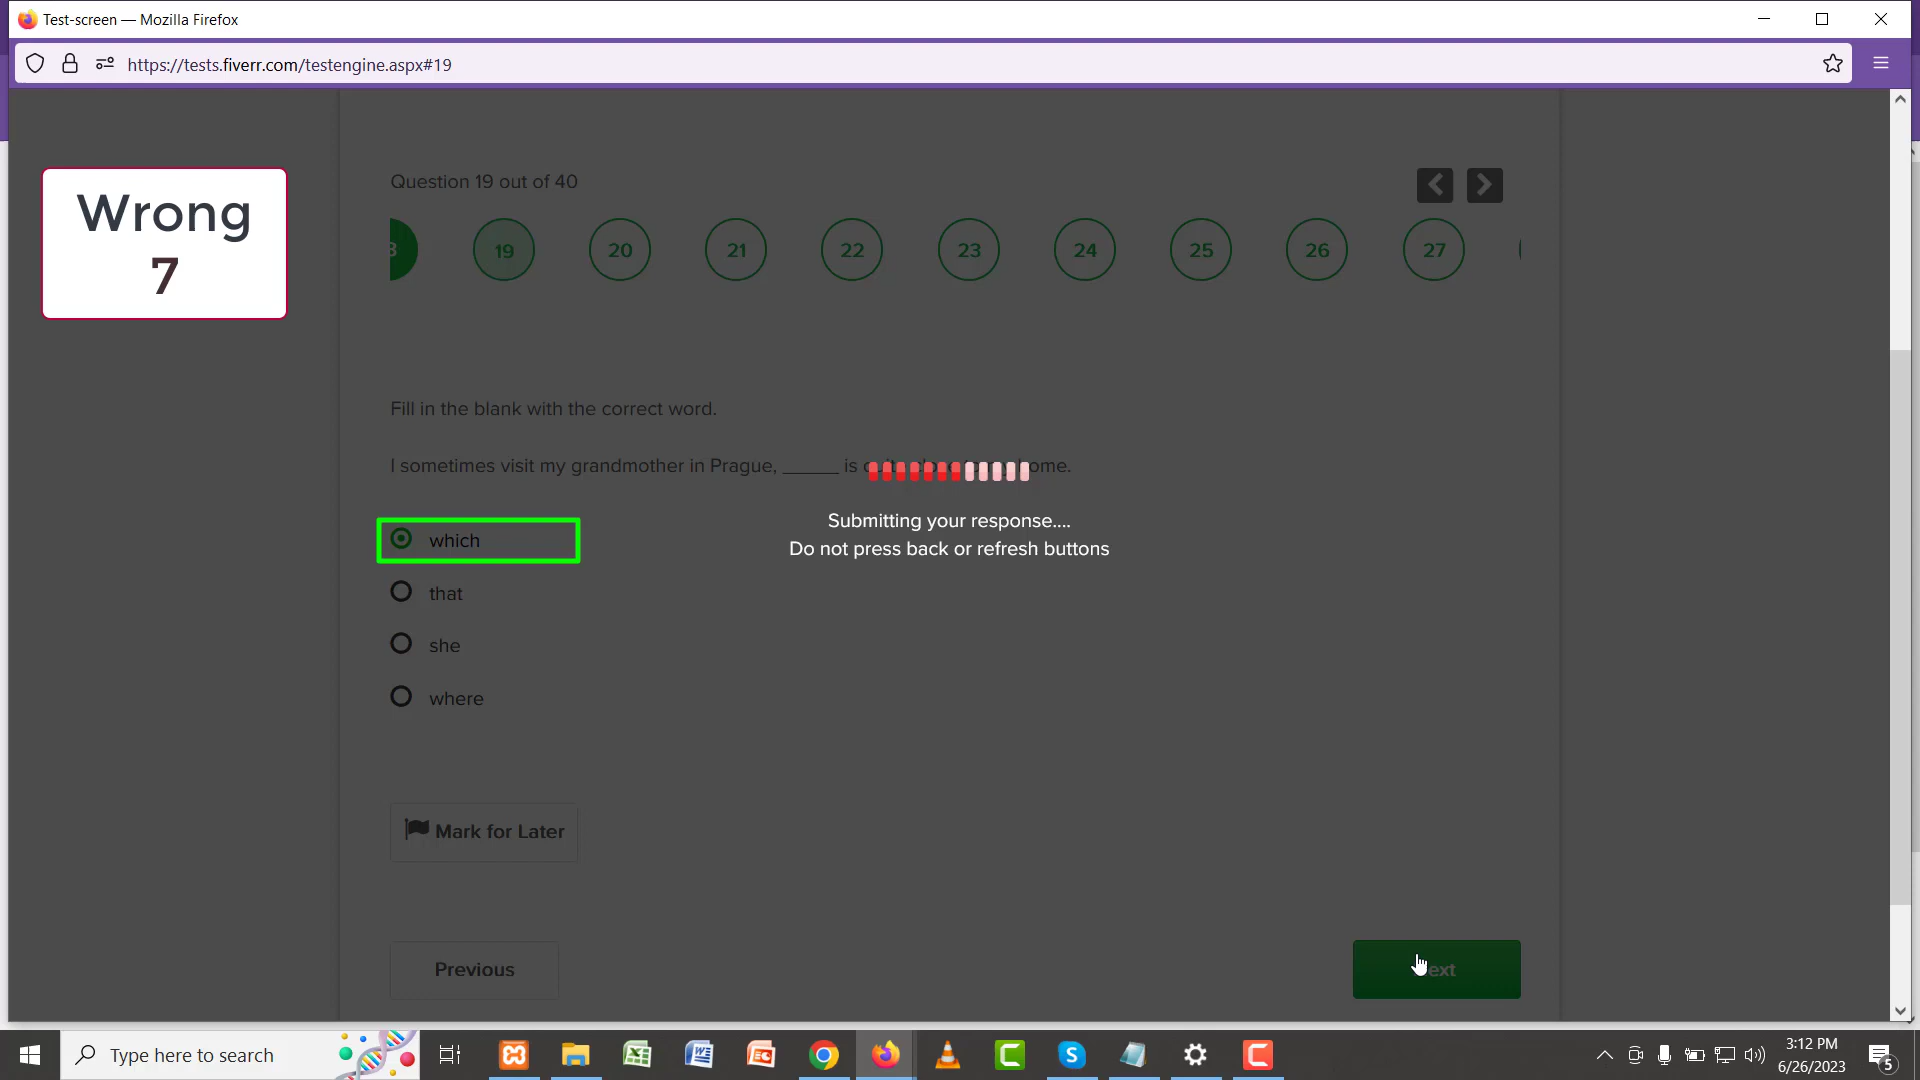 Test-screen — Mozilla Firefox
https://tests.fiverr.com/testengine.aspx#19
Wrong
7
Question 19 out of 40
19 20 21 22 23 24 25 26 27
Fill in the blank with the correct word.
I sometimes visit my grandmother in Prague, ______ is
Submitting your response....
Do not press back or refresh buttons
which
that
she
where
Mark for Later
Previous
Type here to search
3:12 PM
6/26/2023
5